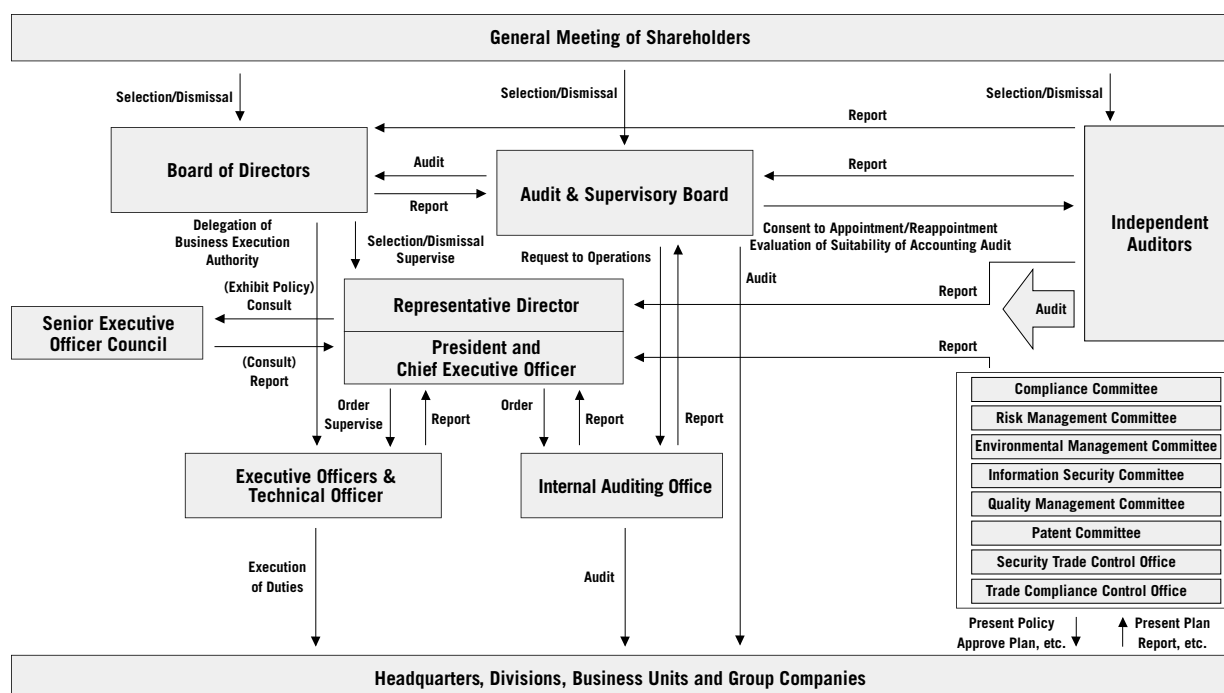 General Meeting of Shareholders
Selection/Dismissal
Selection/Dismissal
Selection/Dismissal
Report
Board of Directors
Audit
Report
Audit & Supervisory Board
Report
Independent
Auditors
Consent to Appointment/Reappointment
Evaluation of Suitability of Accounting Audit
Delegation of
Business Execution
Authority
Selection/Dismissal
Supervise
Request to Operations
Audit
(Exhibit Policy)
Consult
Representative Director
Report
Audit
Senior Executive
Officer Council
(Consult)
Report
President and
Chief Executive Officer
Report
Order
Supervise
Report
Order
Report
Report
Compliance Committee
Risk Management Committee
Environmental Management Committee
Information Security Committee
Quality Management Committee
Patent Committee
Security Trade Control Office
Trade Compliance Control Office
Executive Officers &
Technical Officer
Internal Auditing Office
Execution
of Duties
Audit
Present Policy
Approve Plan, etc.
Present Plan
Report, etc.
Headquarters, Divisions, Business Units and Group Companies